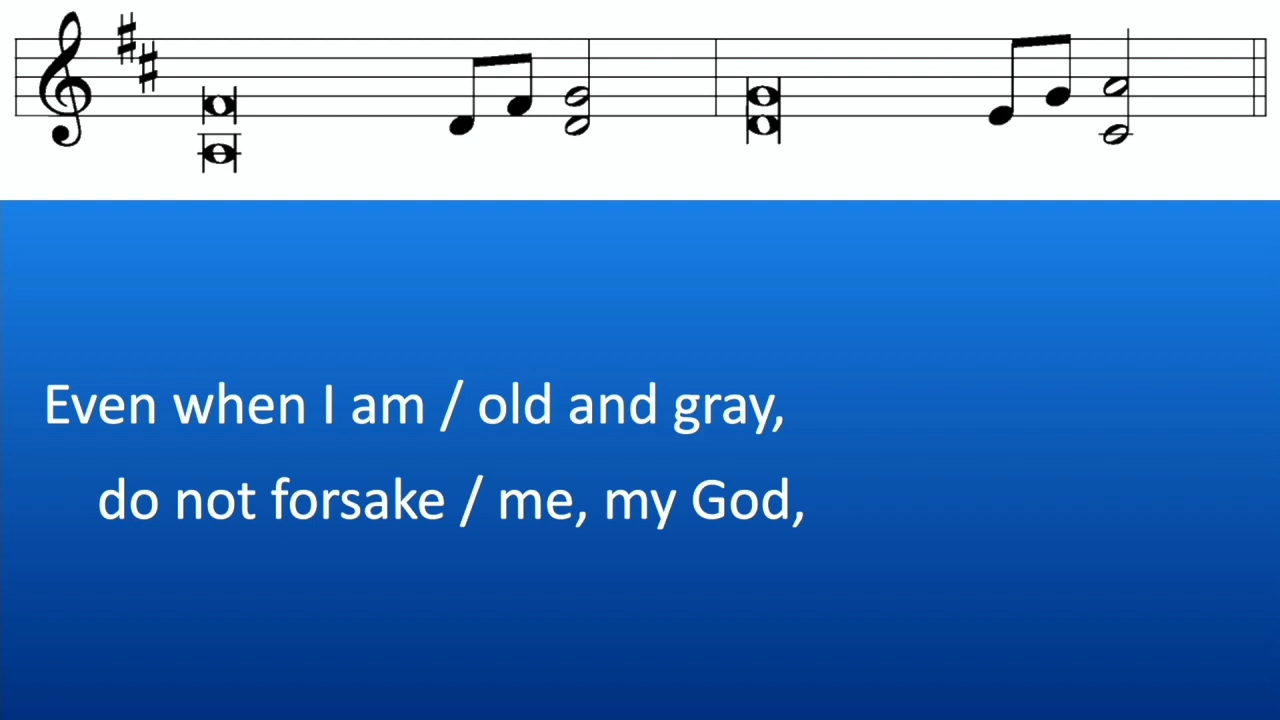 Even when I am / old and gray,
do not forsake / me, my God,